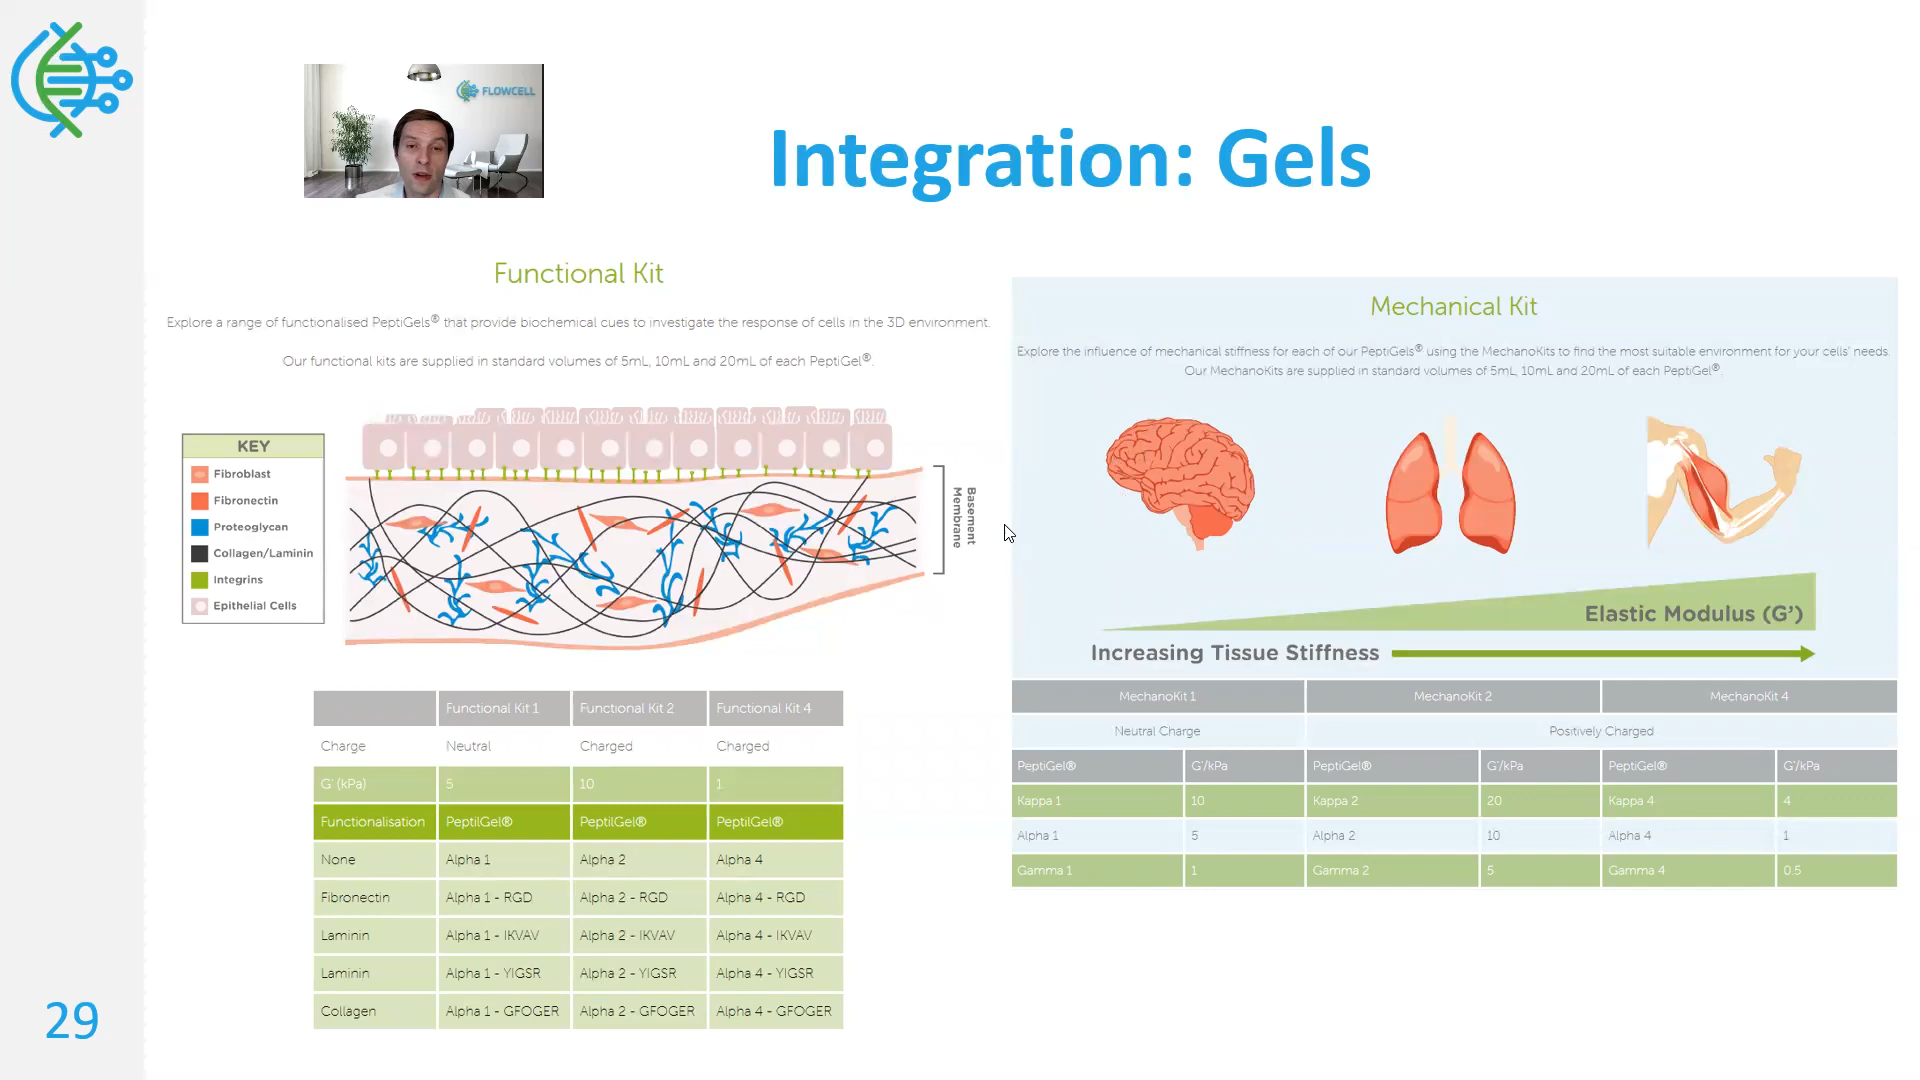 FLOWCELL
Integration: Gels
Functional Kit
Explore a range of functionalised PeptiGels® that provide biochemical cues to investigate the response of cells in the 3D environment.
Our functional kits are supplied in standard volumes of 5mL, 10mL and 20mL of each PeptiGel®.
KEY
Fibroblast
Fibronectin
Proteoglycan
Collagen/Laminin
Integrins
Epithelial Cells
Basement
Membrane
Functional Kit 1 Functional Kit 2 Functional Kit 4
Charge Neutral Charged Charged
G' (kPa) 5 10 1
Functionalisation PeptilGel® PeptilGel® PeptilGel®
None Alpha 1 Alpha 2 Alpha 4
Fibronectin Alpha 1 - RGD Alpha 2 - RGD Alpha 4 - RGD
Laminin Alpha 1 - IKVAV Alpha 2 - IKVAV Alpha 4 - IKVAV
Laminin Alpha 1 - YIGSR Alpha 2 - YIGSR Alpha 4 - YIGSR
Collagen Alpha 1 - GFOGER Alpha 2 - GFOGER Alpha 4 - GFOGER
Mechanical Kit
Explore the influence of mechanical stiffness for each of our PeptiGels® using the MechanoKits to find the most suitable environment for your cells' needs.
Our MechanoKits are supplied in standard volumes of 5mL, 10mL and 20mL of each PeptiGel®.
Elastic Modulus (G')
Increasing Tissue Stiffness
MechanoKit 1 MechanoKit 2 MechanoKit 4
Neutral Charge Positively Charged
PeptiGel® G'/kPa PeptiGel® G'/kPa PeptiGel® G'/kPa
Kappa 1 10 Kappa 2 20 Kappa 4 4
Alpha 1 5 Alpha 2 10 Alpha 4 1
Gamma 1 1 Gamma 2 5 Gamma 4 0.5
29